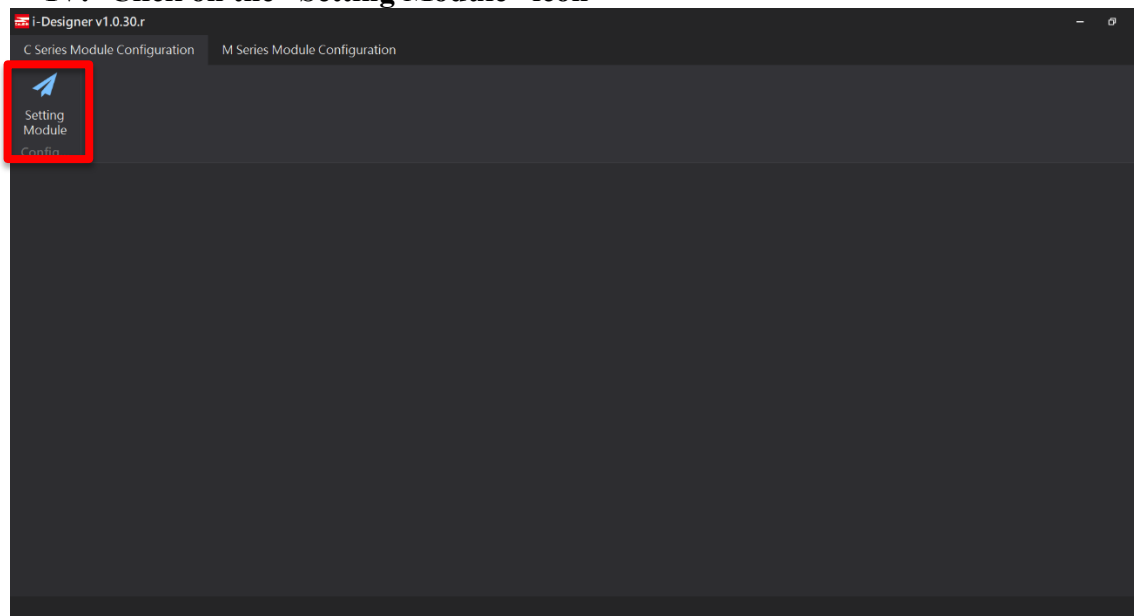 Click on the "Setting Module" icon
i-Designer v1.0.30.r
C Series Module Configuration M Series Module Configuration
Setting
Module
Config